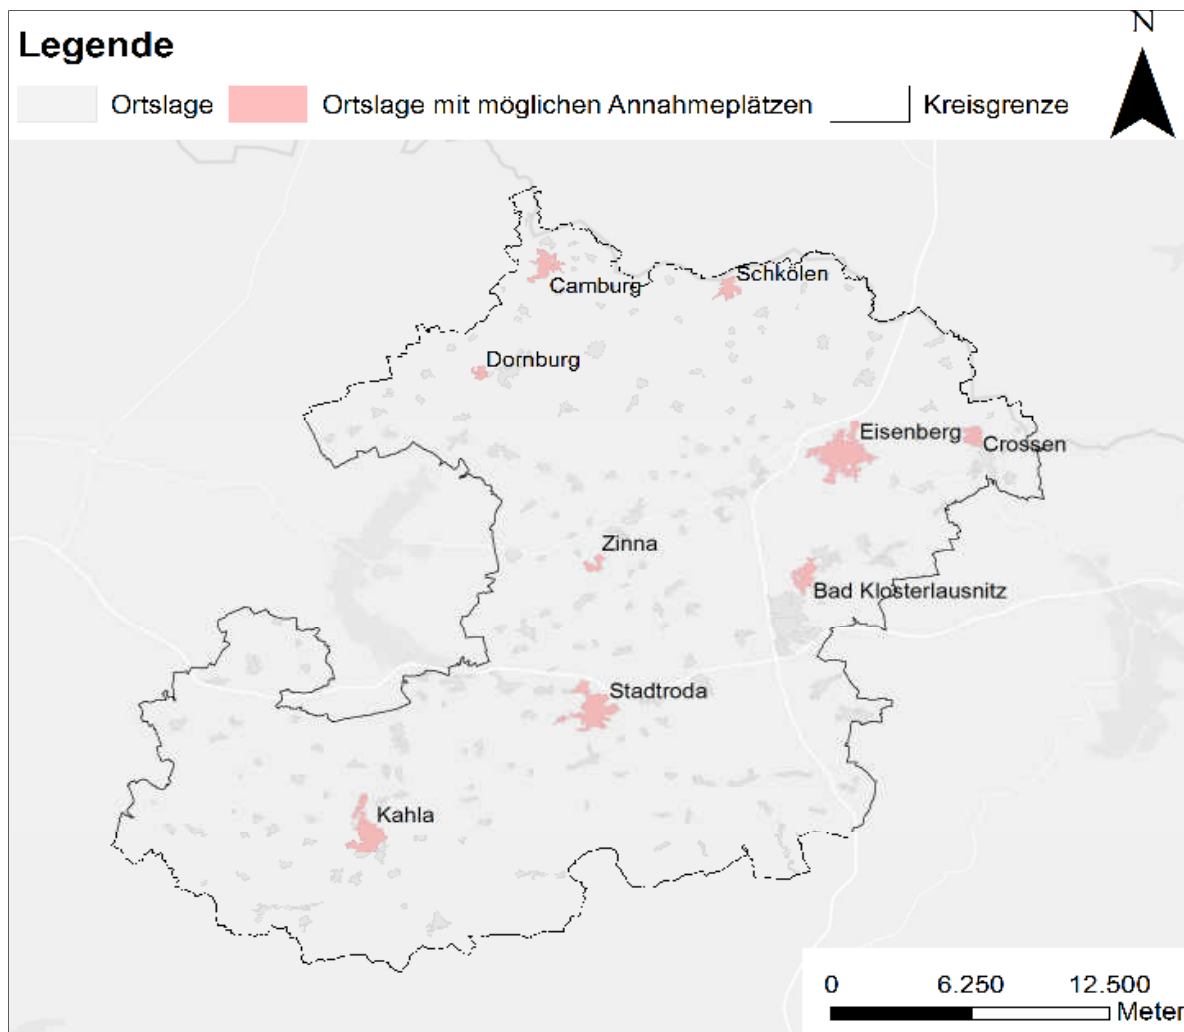 N
Legende
Ortslage
Ortslage mit möglichen Annahmeplätzen
Kreisgrenze
Camburg
Schkölen
Dornburg
Eisenberg
Crossen
Zinna
Bad Klosterlausnitz
Stadtroda
Kahla
0 6.250 12.500
Meter